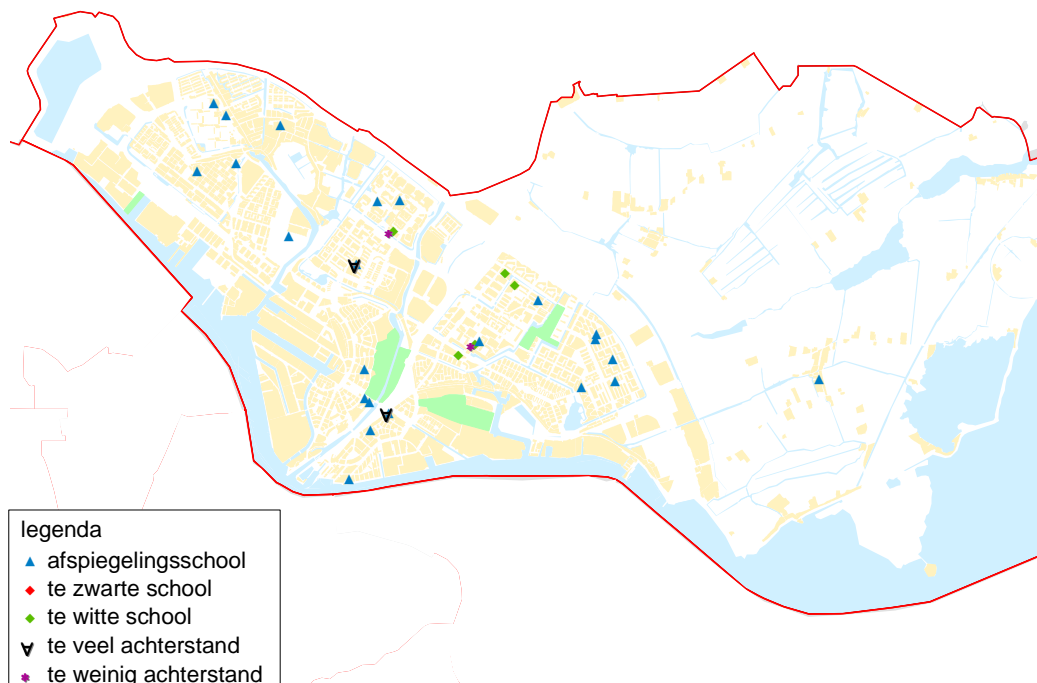 legenda
afspiegelingsschool
te zwarte school
te witte school
te veel achterstand
te weinig achterstand